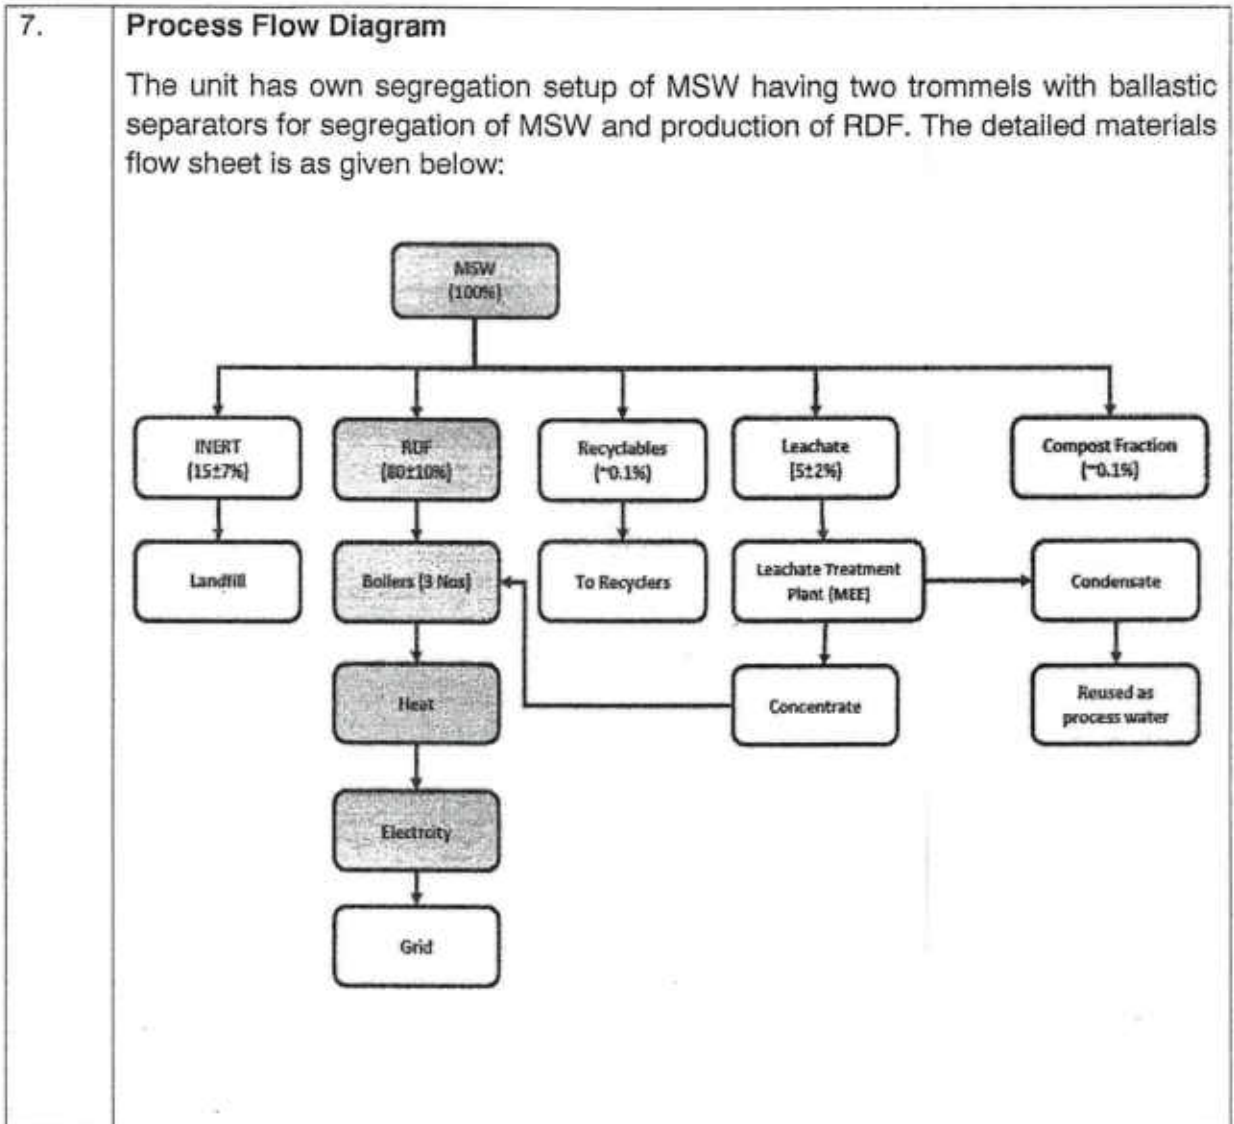 7.
Process Flow Diagram
The unit has own segregation setup of MSW having two trommels with ballastic
separators for segregation of MSW and production of RDF. The detailed materials
flow sheet is as given below:
MSW
(100%)
INERT
(15±7%)
RDF
(80±10%)
Recyclables
(~0.1%)
Leachate
(5±2%)
Compost Fraction
(~0.1%)
Landfill
Boilers (3 Nos)
To Recyclers
Leachate Treatment
Plant (MEE)
Condensate
Heat
Concentrate
Reused as
process water
Electrcity
Grid